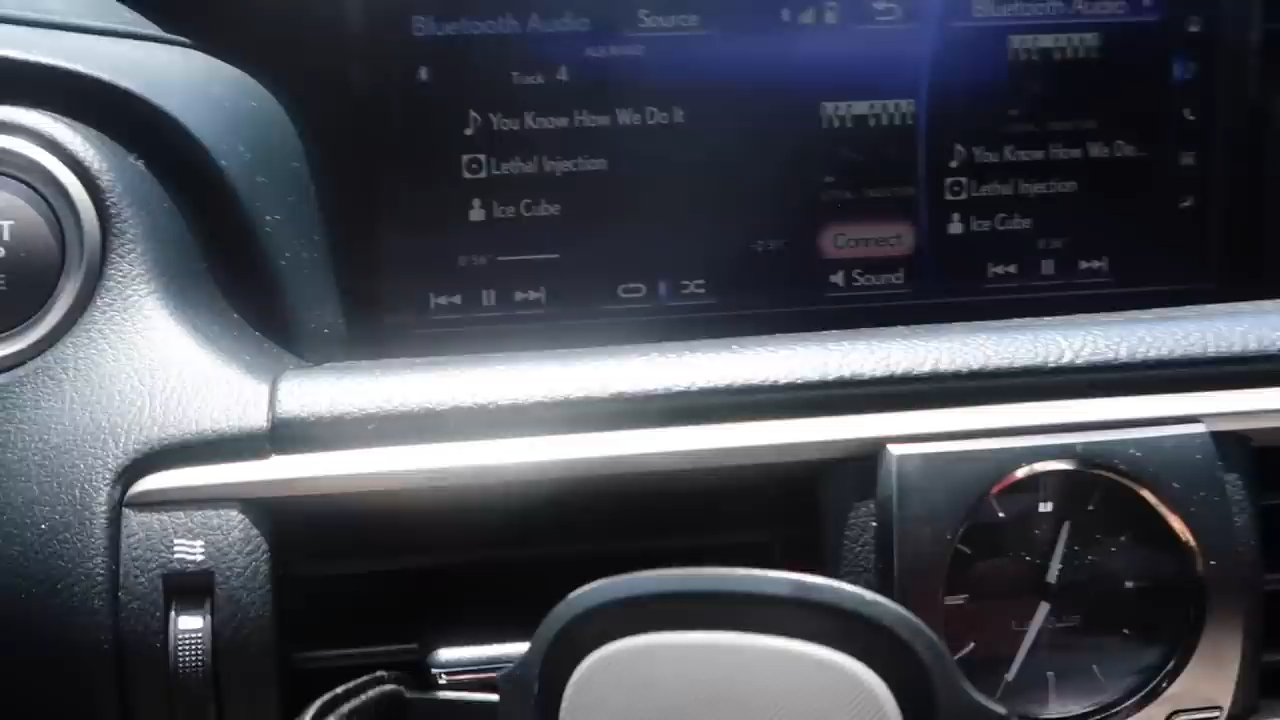 Bluetooth Audio Source
Track 4
You Know How We Do It
Lethal Injection
Ice Cube
Connect
Sound
Bluetooth Audio
You Know How We Do...
Lethal Injection
Ice Cube